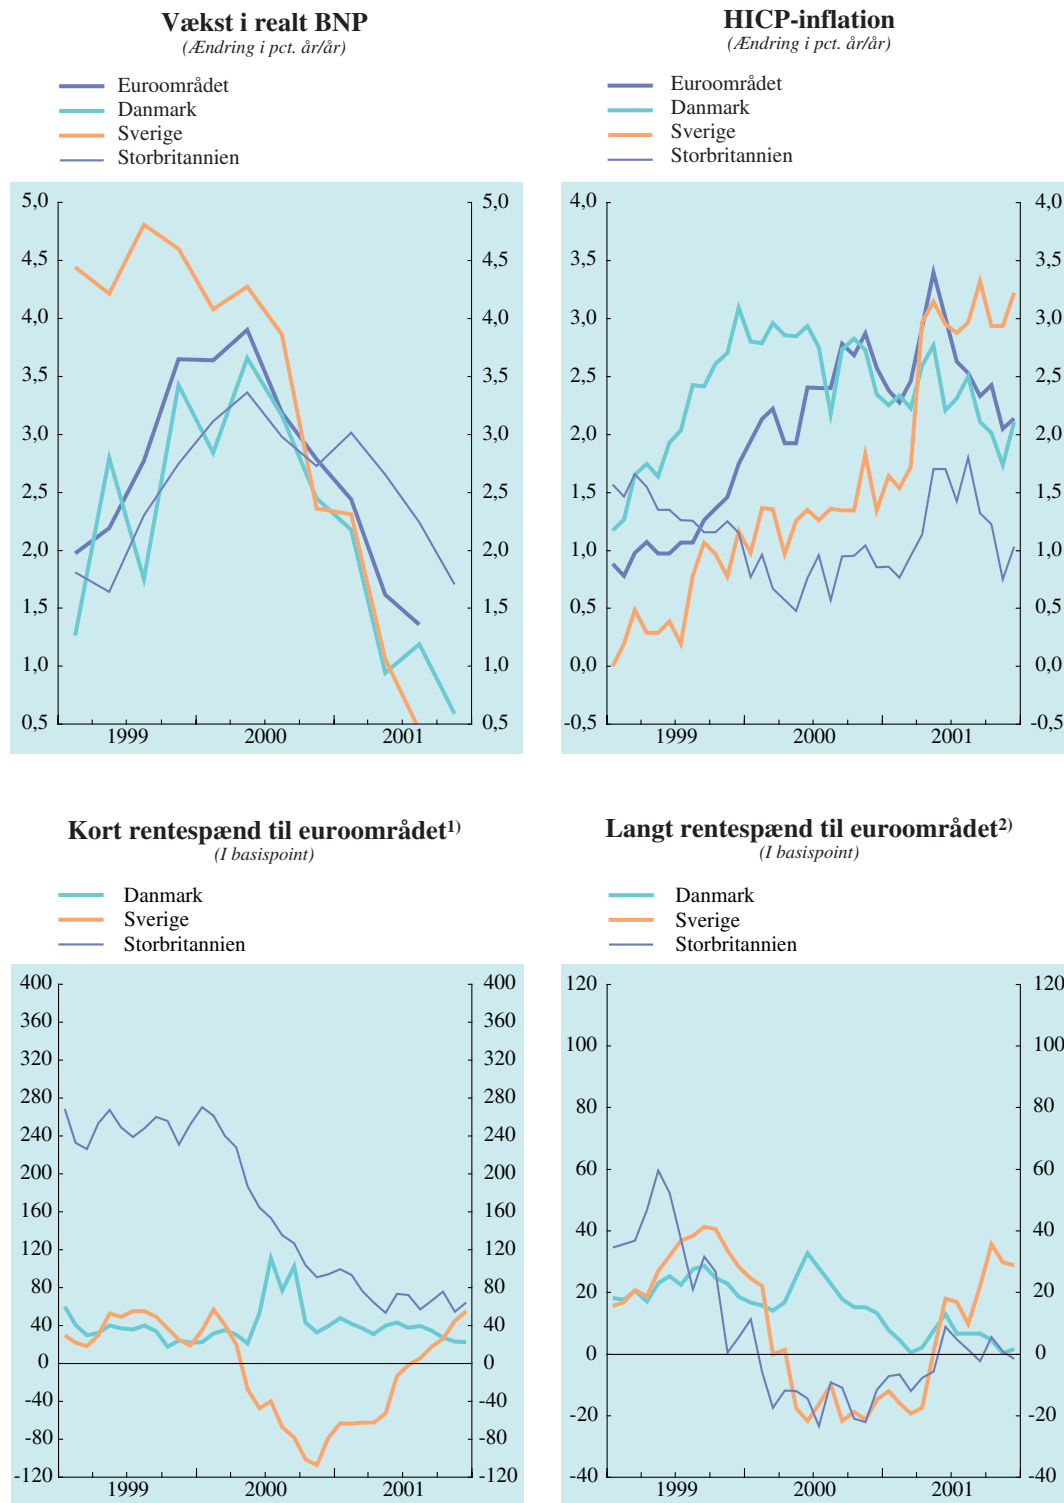 Vækst i realt BNP
(Ændring i pct. år/år)
Euroområdet
Danmark
Sverige
Storbritannien
5,0 5,0
4,5 4,5
4,0 4,0
3,5 3,5
3,0 3,0
2,5 2,5
2,0 2,0
1,5 1,5
1,0 1,0
0,5 0,5
1999 2000 2001
HICP-inflation
(Ændring i pct. år/år)
Euroområdet
Danmark
Sverige
Storbritannien
4,0 4,0
3,5 3,5
3,0 3,0
2,5 2,5
2,0 2,0
1,5 1,5
1,0 1,0
0,5 0,5
0,0 0,0
-0,5 -0,5
1999 2000 2001
Kort rentespænd til euroområdet1)
(I basispoint)
Danmark
Sverige
Storbritannien
400 400
360 360
320 320
280 280
240 240
200 200
160 160
120 120
80 80
40 40
0 0
-40 -40
-80 -80
-120 -120
1999 2000 2001
Langt rentespænd til euroområdet2)
(I basispoint)
Danmark
Sverige
Storbritannien
120 120
100 100
80 80
60 60
40 40
20 20
0 0
-20 -20
-40 -40
1999 2000 2001